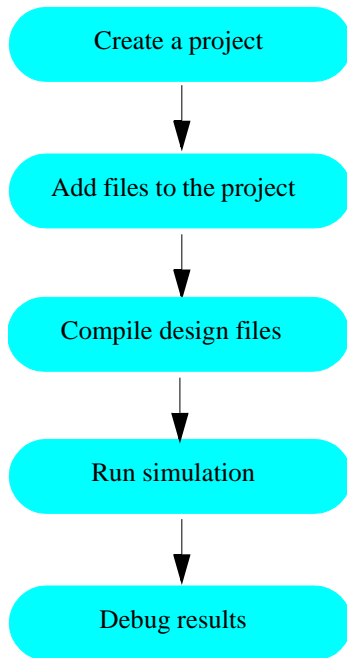 Create a project
Add files to the project
Compile design files
Run simulation
Debug results